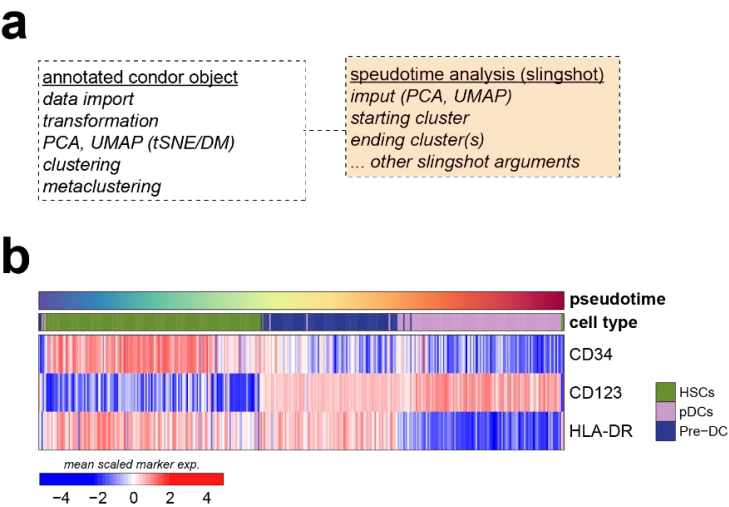 a
annotated condor object
data import
transformation
PCA, UMAP (tSNE/DM)
clustering
metaclustering
speudotime analysis (slingshot)
imput (PCA, UMAP)
starting cluster
ending cluster(s)
... other slingshot arguments
b
pseudotime
cell type
CD34
CD123
HLA-DR
HSCs
pDCs
Pre−DC
mean scaled marker exp.
−4 −2 0 2 4